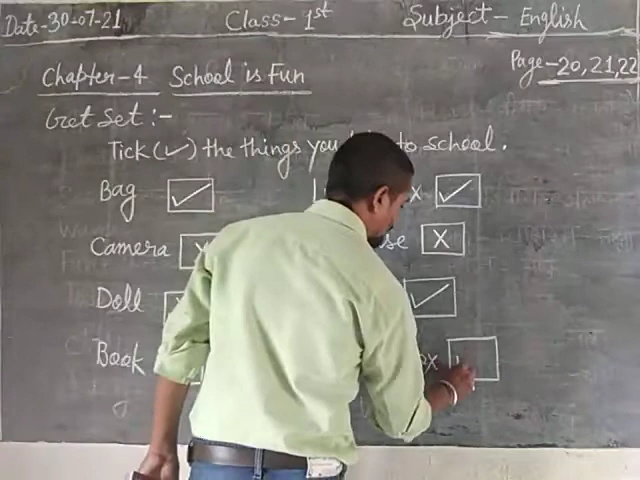 Date-30-07-21 Class-1st Subject-English
Page-20,21,22
Chapter-4 School is Fun
Get Set :-
Tick (✓) the things you to school.
Bag ✓ x ✓
Camera x se x
Doll ✓
Book x